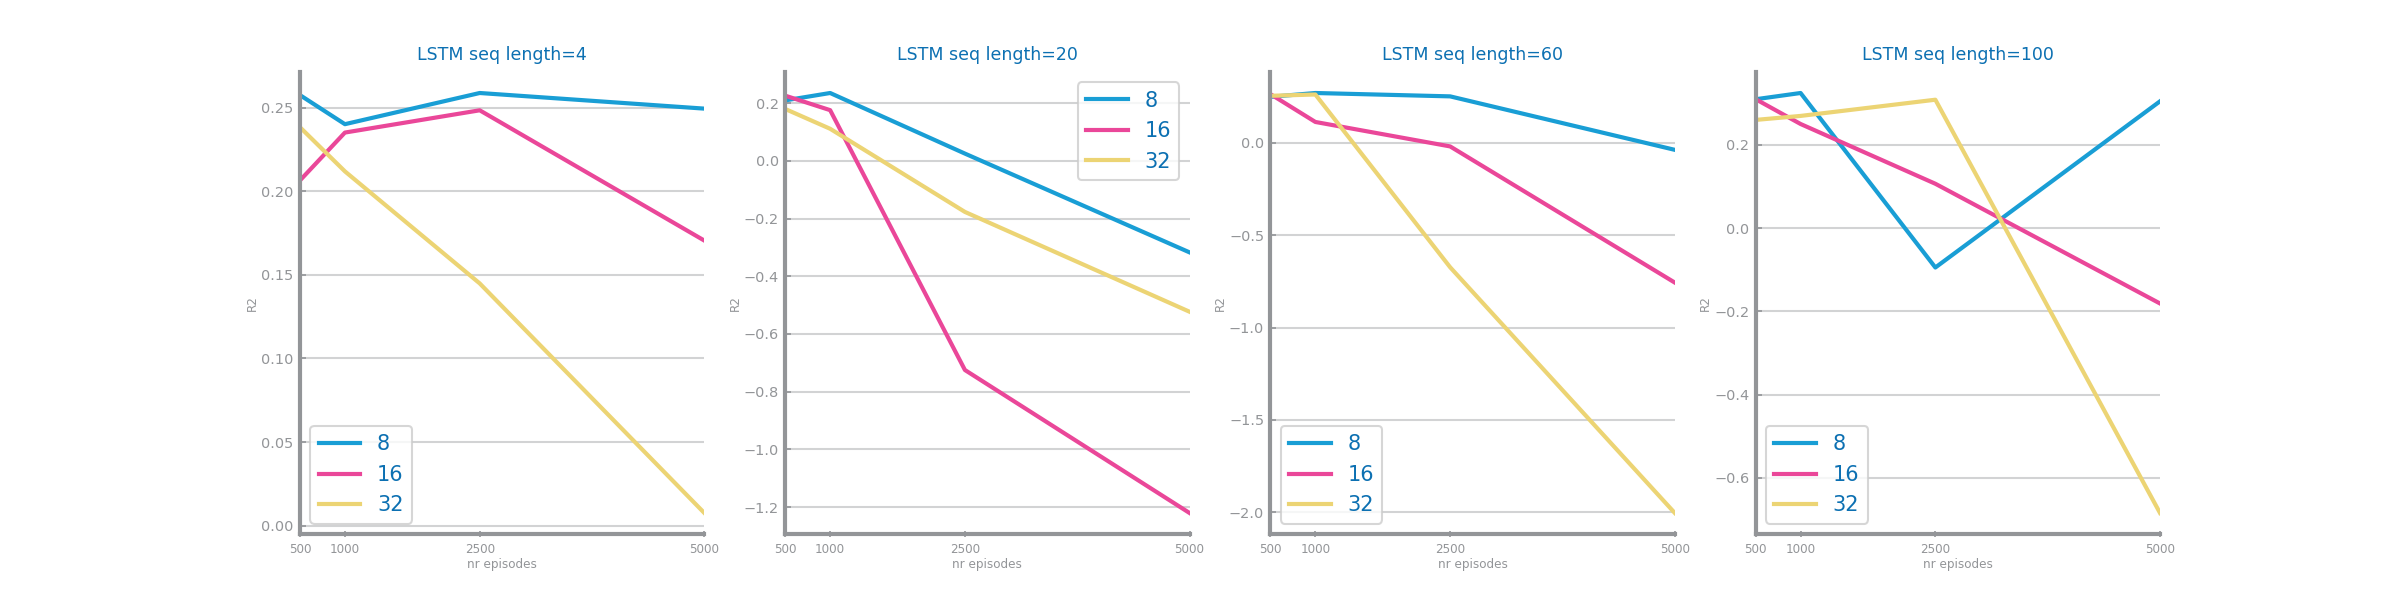 LSTM seq length=4
0.25
0.20
0.15
0.10
0.05
0.00
R2
8
16
32
500 1000 2500 5000
nr episodes
LSTM seq length=20
0.2
0.0
−0.2
−0.4
−0.6
−0.8
−1.0
−1.2
R2
8
16
32
500 1000 2500 5000
nr episodes
LSTM seq length=60
0.0
−0.5
−1.0
−1.5
−2.0
R2
8
16
32
500 1000 2500 5000
nr episodes
LSTM seq length=100
0.2
0.0
−0.2
−0.4
−0.6
R2
8
16
32
500 1000 2500 5000
nr episodes